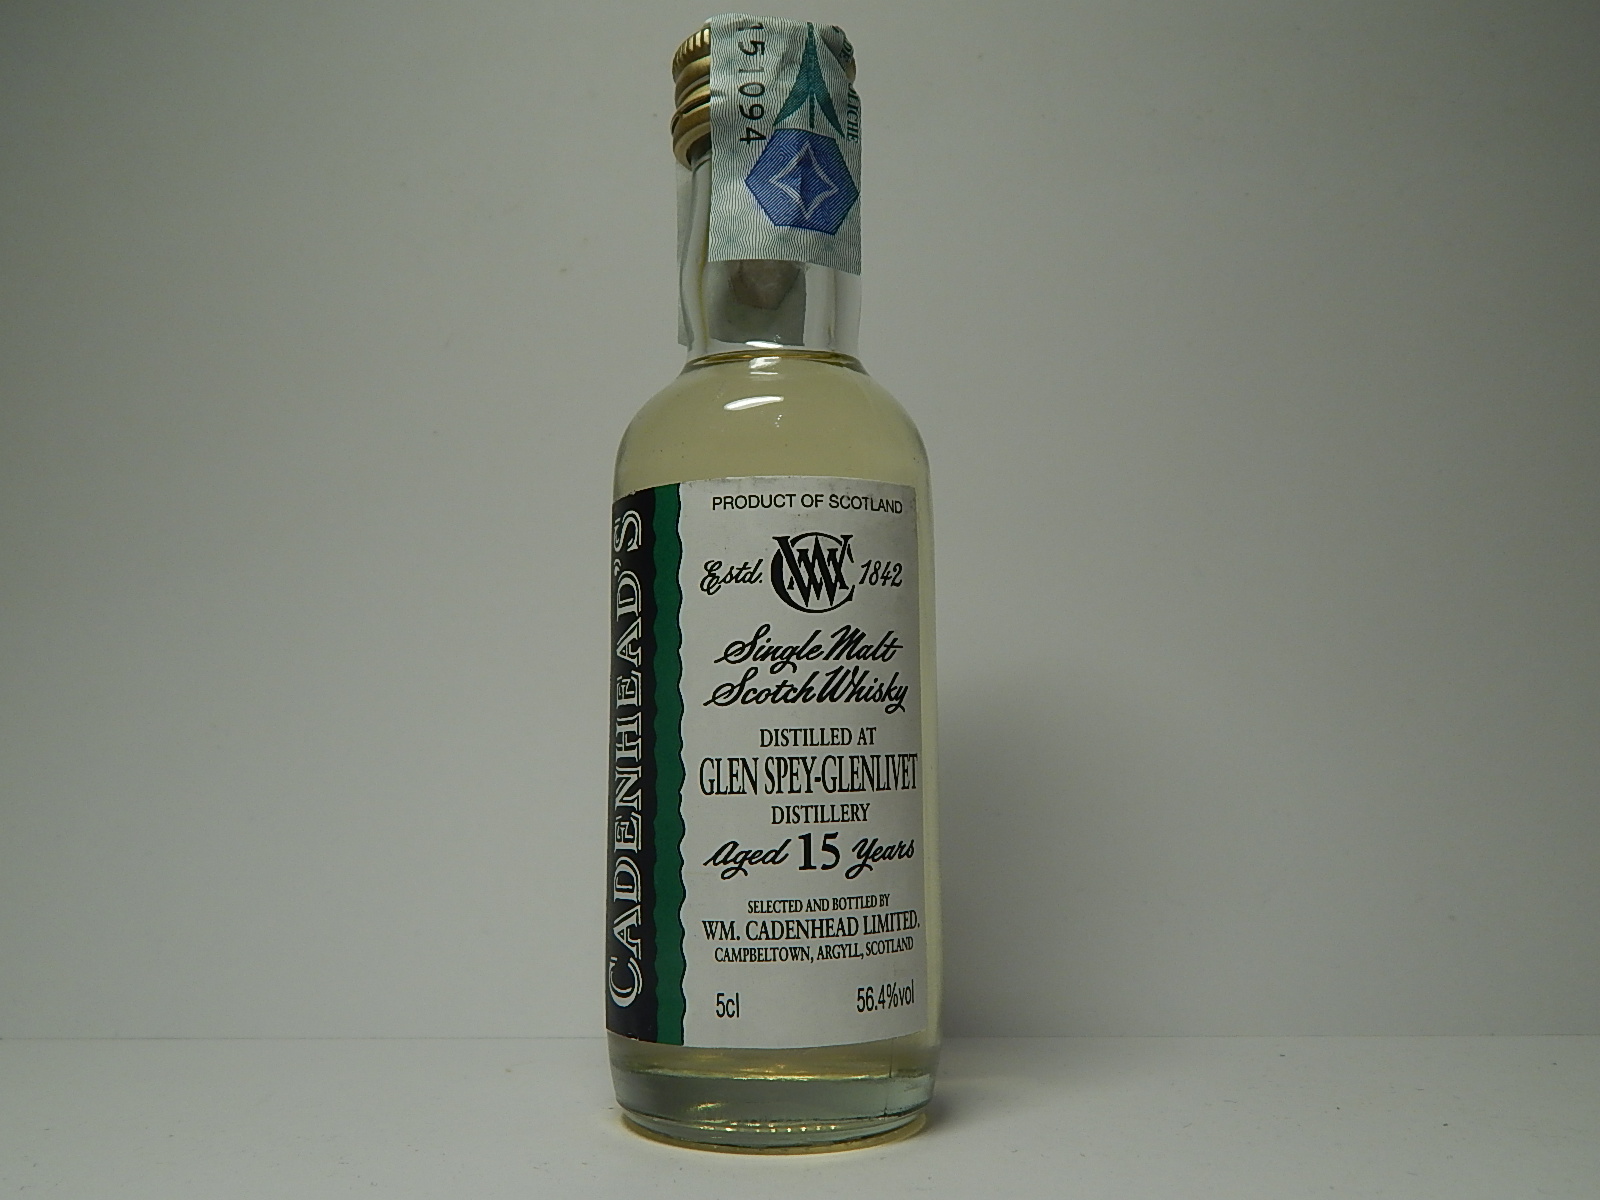 151094
PRODUCT OF SCOTLAND
Estd. WC 1842
Single Malt
Scotch Whisky
DISTILLED AT
GLEN SPEY-GLENLIVET
DISTILLERY
Aged 15 Years
SELECTED AND BOTTLED BY
WM. CADENHEAD LIMITED.
CAMPBELTOWN, ARGYLL, SCOTLAND
5cl 56.4%vol
CADENHEAD'S